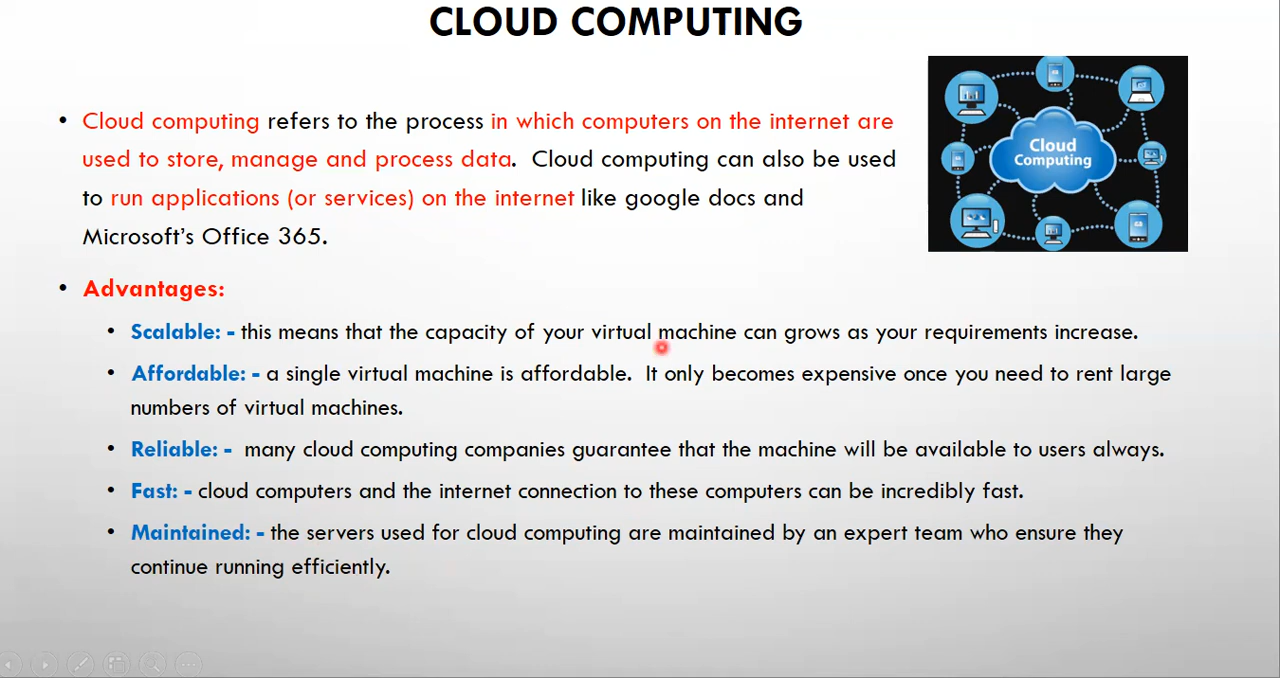 CLOUD COMPUTING
• Cloud computing refers to the process in which computers on the internet are
used to store, manage and process data.  Cloud computing can also be used
to run applications (or services) on the internet like google docs and
Microsoft's Office 365.
Cloud
Computing
• Advantages:
• Scalable: - this means that the capacity of your virtual machine can grows as your requirements increase.
• Affordable: - a single virtual machine is affordable.  It only becomes expensive once you need to rent large
numbers of virtual machines.
• Reliable: -  many cloud computing companies guarantee that the machine will be available to users always.
• Fast: - cloud computers and the internet connection to these computers can be incredibly fast.
• Maintained: - the servers used for cloud computing are maintained by an expert team who ensure they
continue running efficiently.